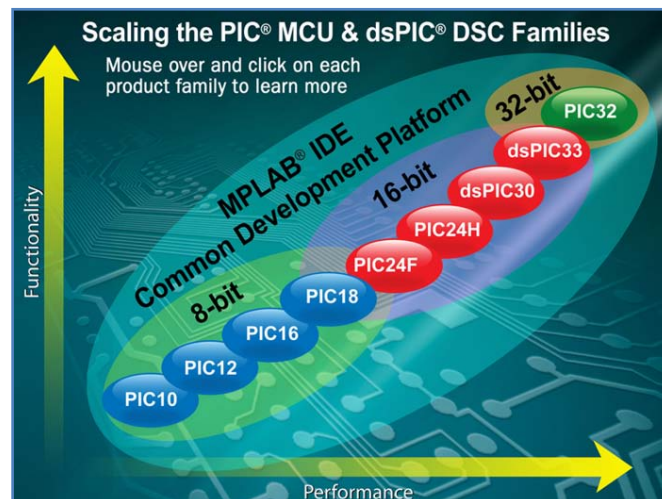 Scaling the PIC® MCU & dsPIC® DSC Families
Mouse over and click on each
product family to learn more
Functionality
MPLAB® IDE
Common Development Platform
32-bit
PIC32
dsPIC33
16-bit
dsPIC30
PIC24H
PIC24F
8-bit
PIC18
PIC16
PIC12
PIC10
Performance